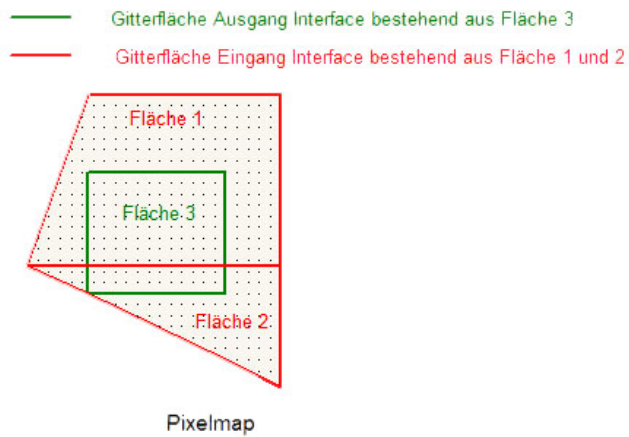 Gitterfläche Ausgang Interface bestehend aus Fläche 3
Gitterfläche Eingang Interface bestehend aus Fläche 1 und 2
Fläche 1
Fläche 3
Fläche 2
Pixelmap